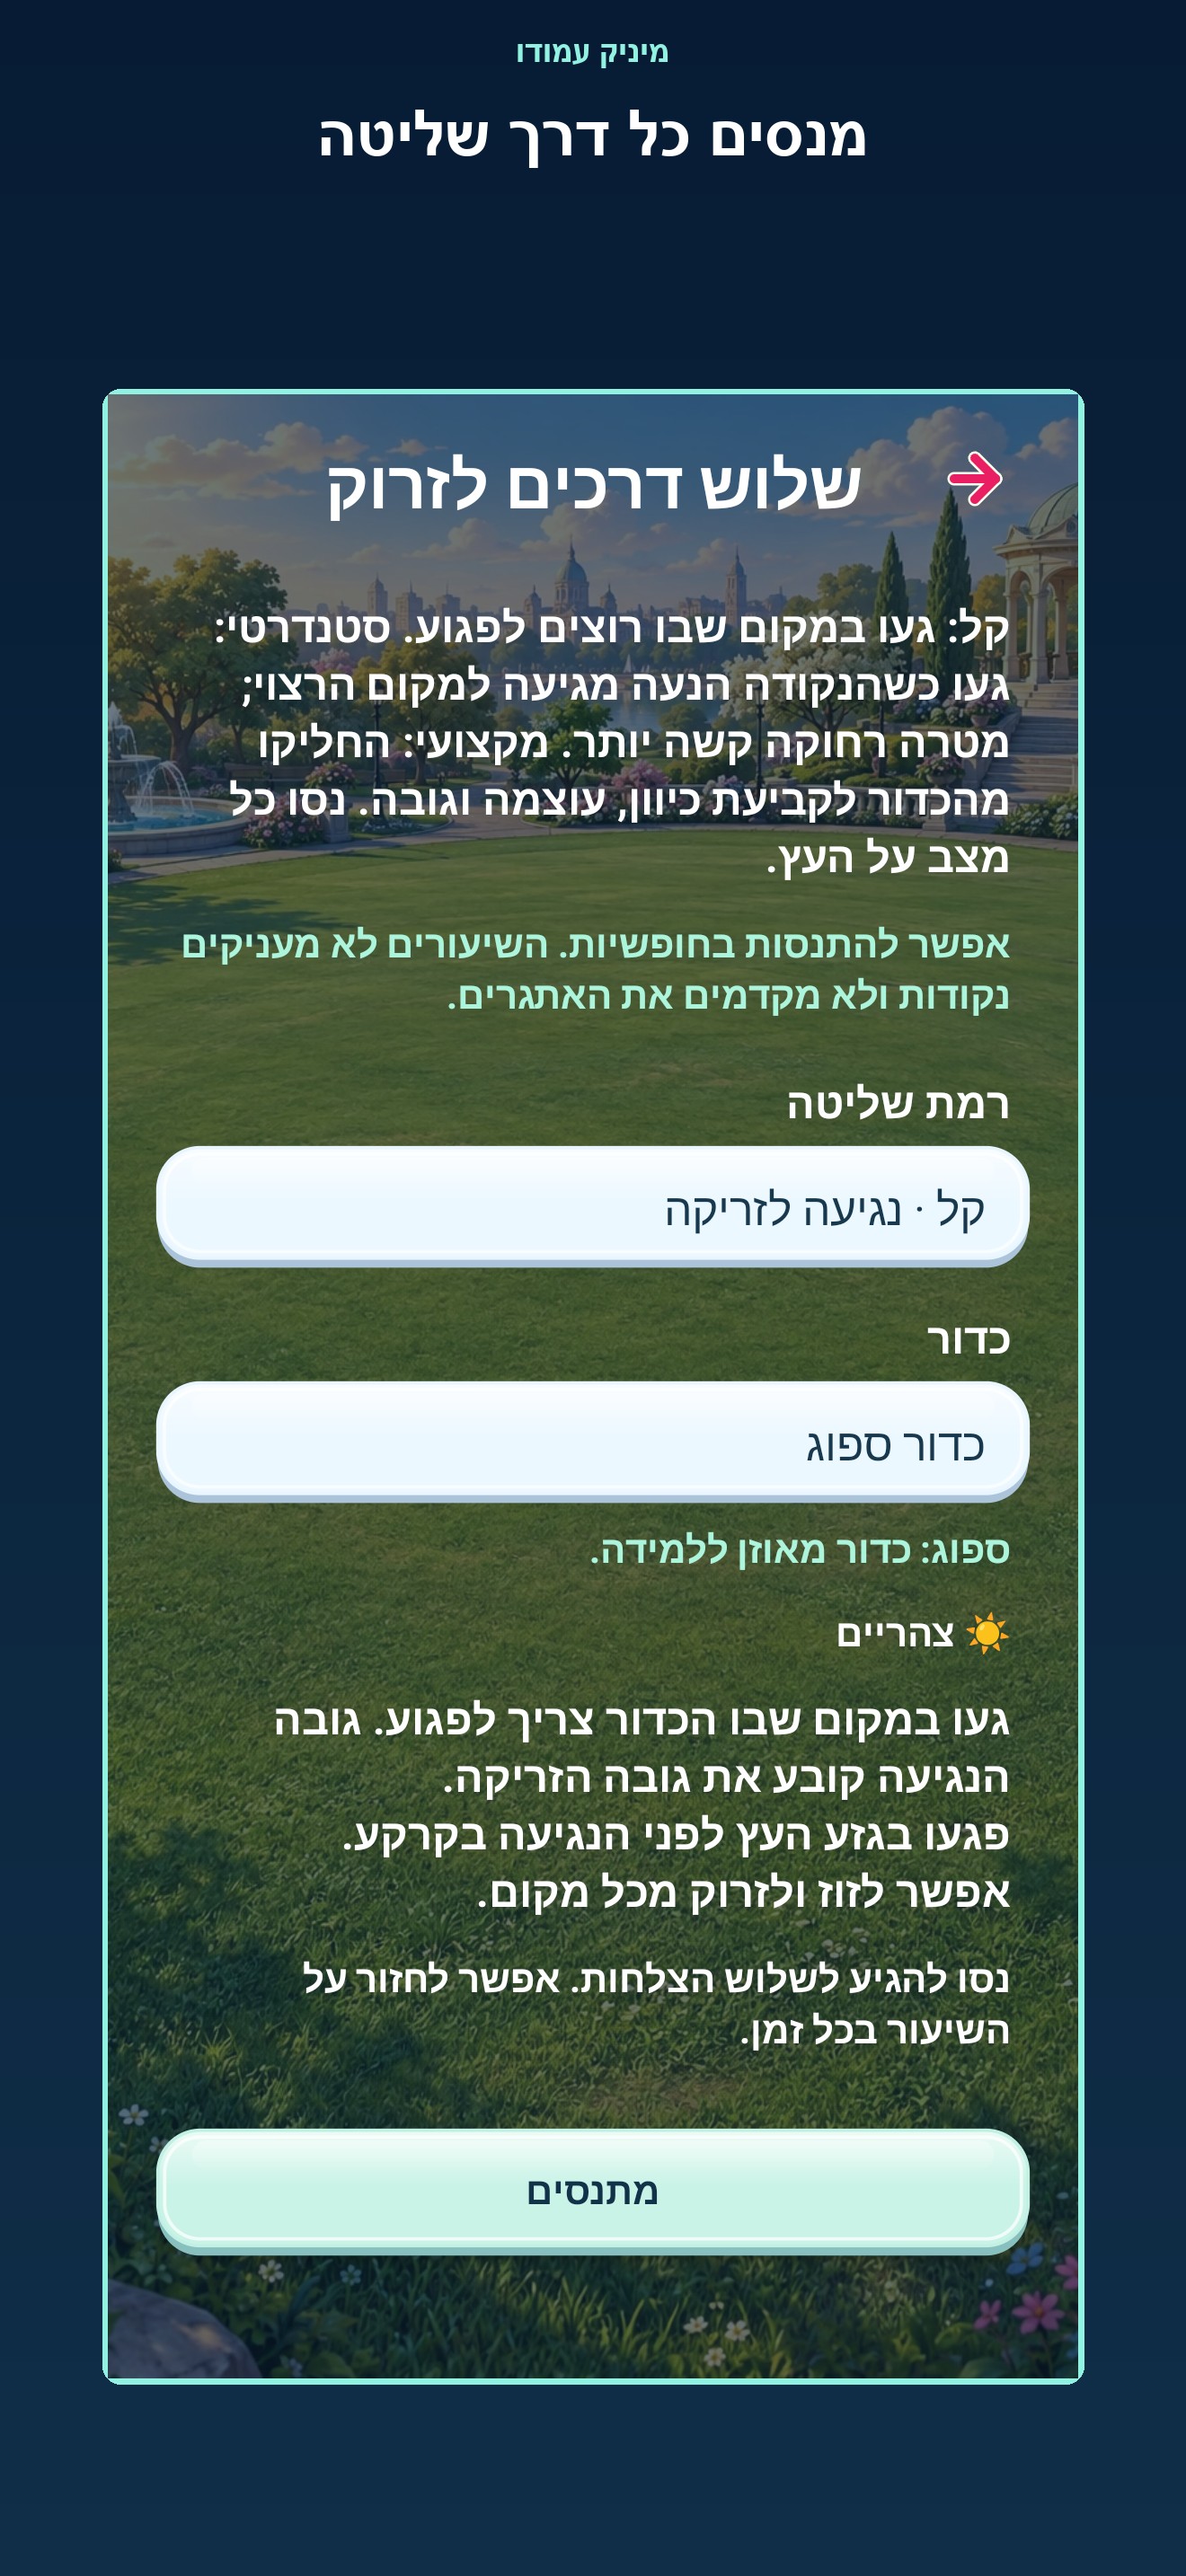 מיניק עמודו
מנסים כל דרך שליטה
שלוש דרכים לזרוק
קל: געו במקום שבו רוצים לפגוע. סטנדרטי:
געו כשהנקודה הנעה מגיעה למקום הרצוי;
מטרה רחוקה קשה יותר. מקצועי: החליקו
מהכדור לקביעת כיוון, עוצמה וגובה. נסו כל
מצב על העץ.
אפשר להתנסות בחופשיות. השיעורים לא מעניקים
נקודות ולא מקדמים את האתגרים.
רמת שליטה
קל · נגיעה לזריקה
כדור
כדור ספוג
ספוג: כדור מאוזן ללמידה.
☀️ צהריים
געו במקום שבו הכדור צריך לפגוע. גובה
הנגיעה קובע את גובה הזריקה.
פגעו בגזע העץ לפני הנגיעה בקרקע.
אפשר לזוז ולזרוק מכל מקום.
נסו להגיע לשלוש הצלחות. אפשר לחזור על
השיעור בכל זמן.
מתנסים